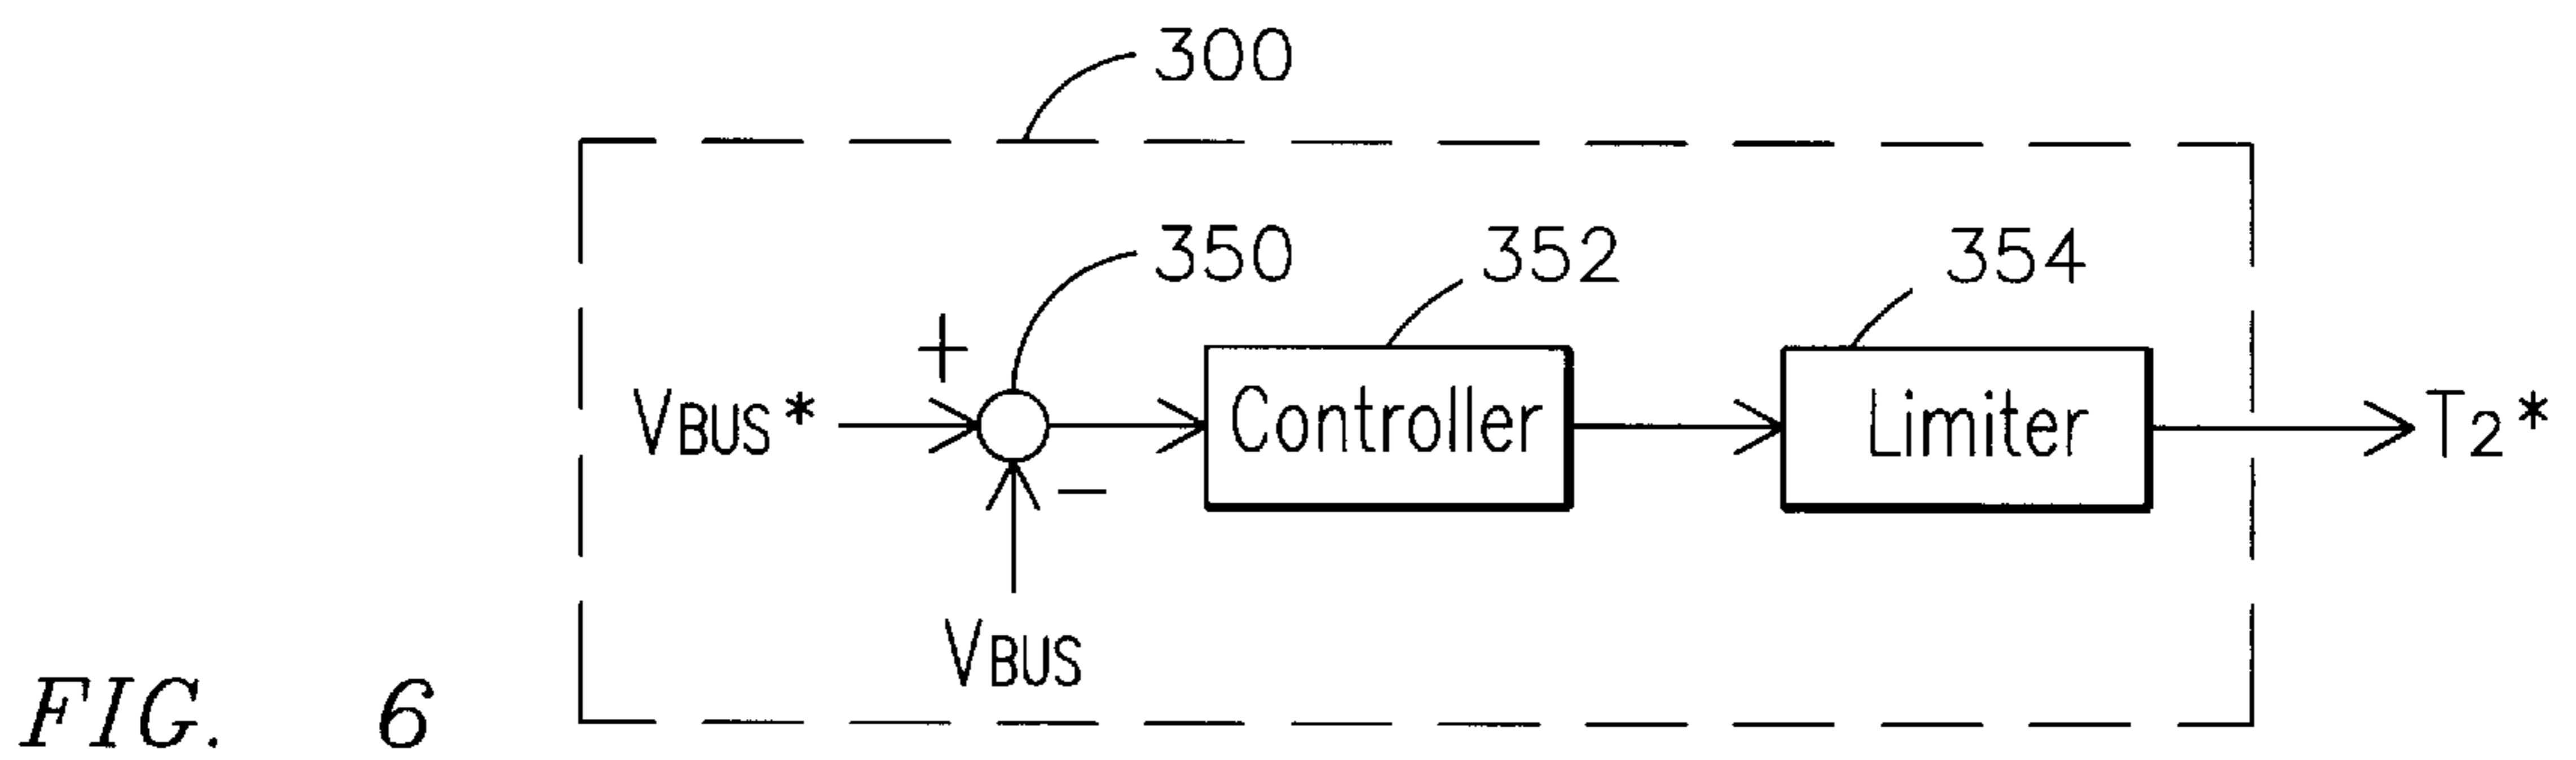 300
350
352
354
+
VBUS*
Controller
Limiter
T2*
−
VBUS
FIG. 6